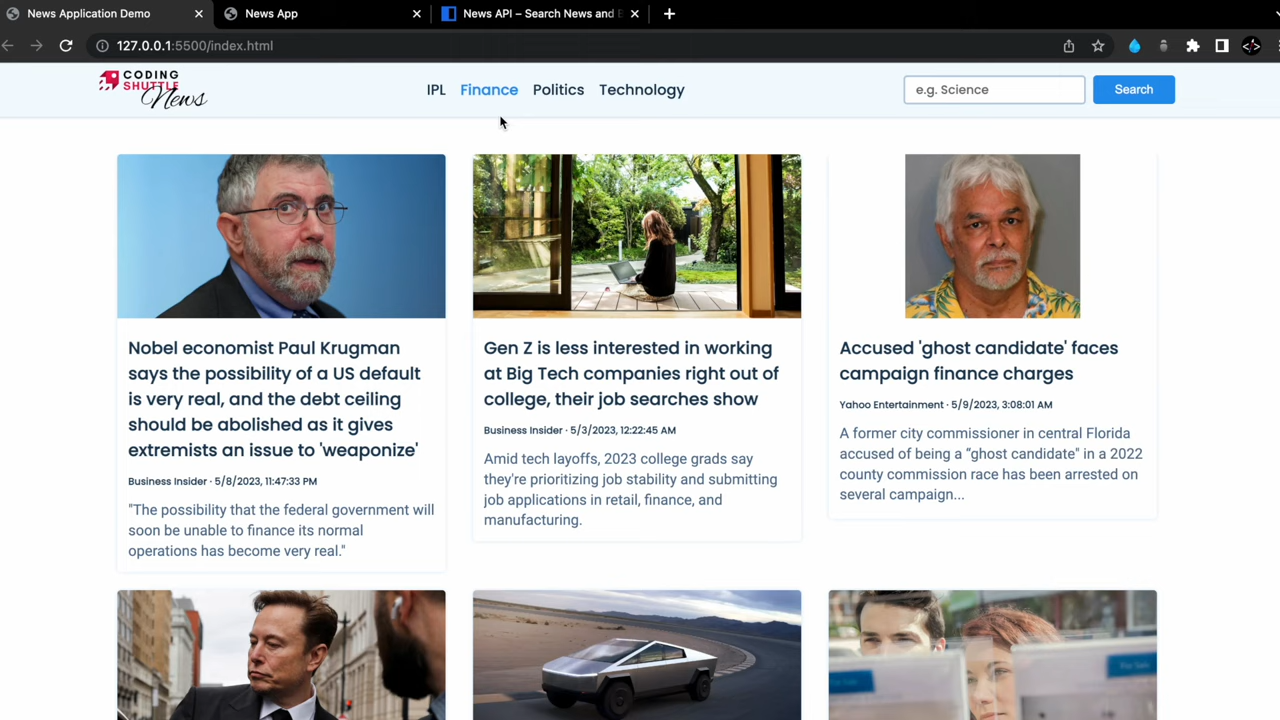 News Application Demo
News App
News API – Search News and
127.0.0.1:5500/index.html
CODING
SHUTTLE
News
IPL Finance Politics Technology
e.g. Science
Search
Nobel economist Paul Krugman
says the possibility of a US default
is very real, and the debt ceiling
should be abolished as it gives
extremists an issue to 'weaponize'
Business Insider · 5/8/2023, 11:47:33 PM
"The possibility that the federal government will
soon be unable to finance its normal
operations has become very real."
Gen Z is less interested in working
at Big Tech companies right out of
college, their job searches show
Business Insider · 5/3/2023, 12:22:45 AM
Amid tech layoffs, 2023 college grads say
they're prioritizing job stability and submitting
job applications in retail, finance, and
manufacturing.
Accused 'ghost candidate' faces
campaign finance charges
Yahoo Entertainment · 5/9/2023, 3:08:01 AM
A former city commissioner in central Florida
accused of being a “ghost candidate" in a 2022
county commission race has been arrested on
several campaign...
For Sale